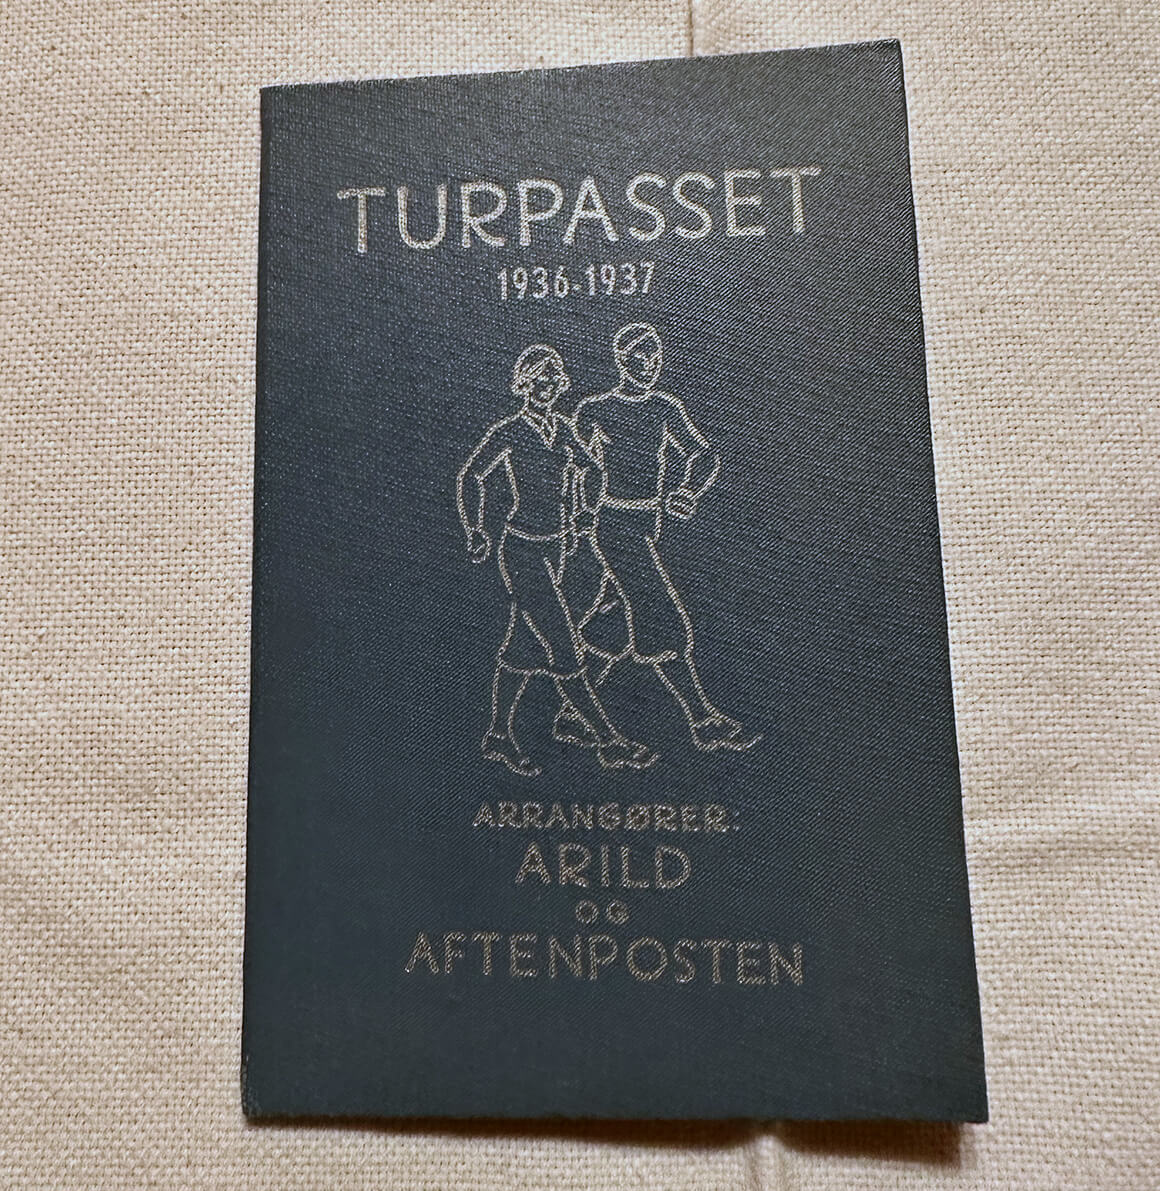 TURPASSET
1936-1937
ARRANGØRER:
ARILD
OG
AFTENPOSTEN